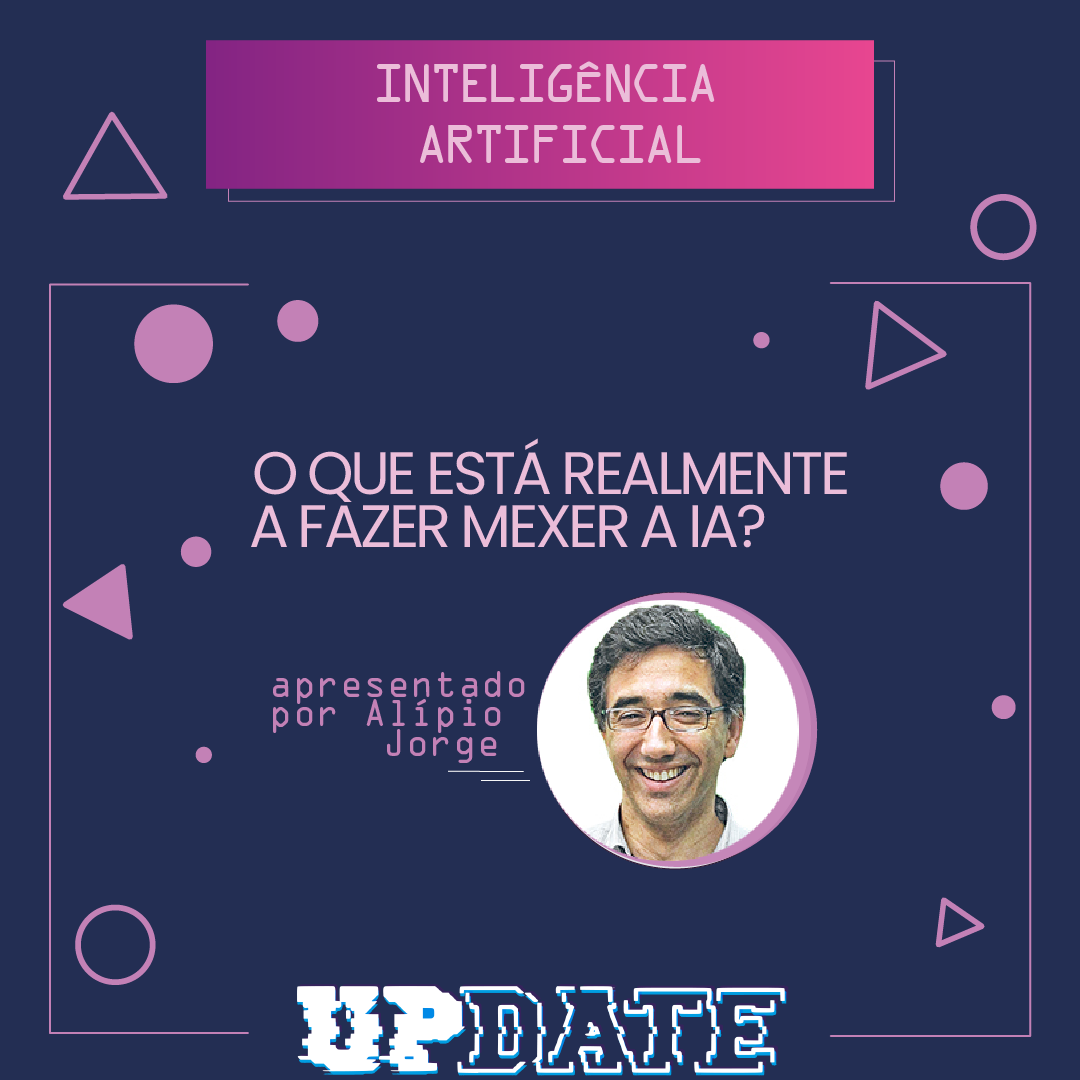 INTELIGÊNCIA
ARTIFICIAL
O QUE ESTÁ REALMENTE
A FAZER MEXER A IA?
apresentado
por Alípio
Jorge
UPDATE